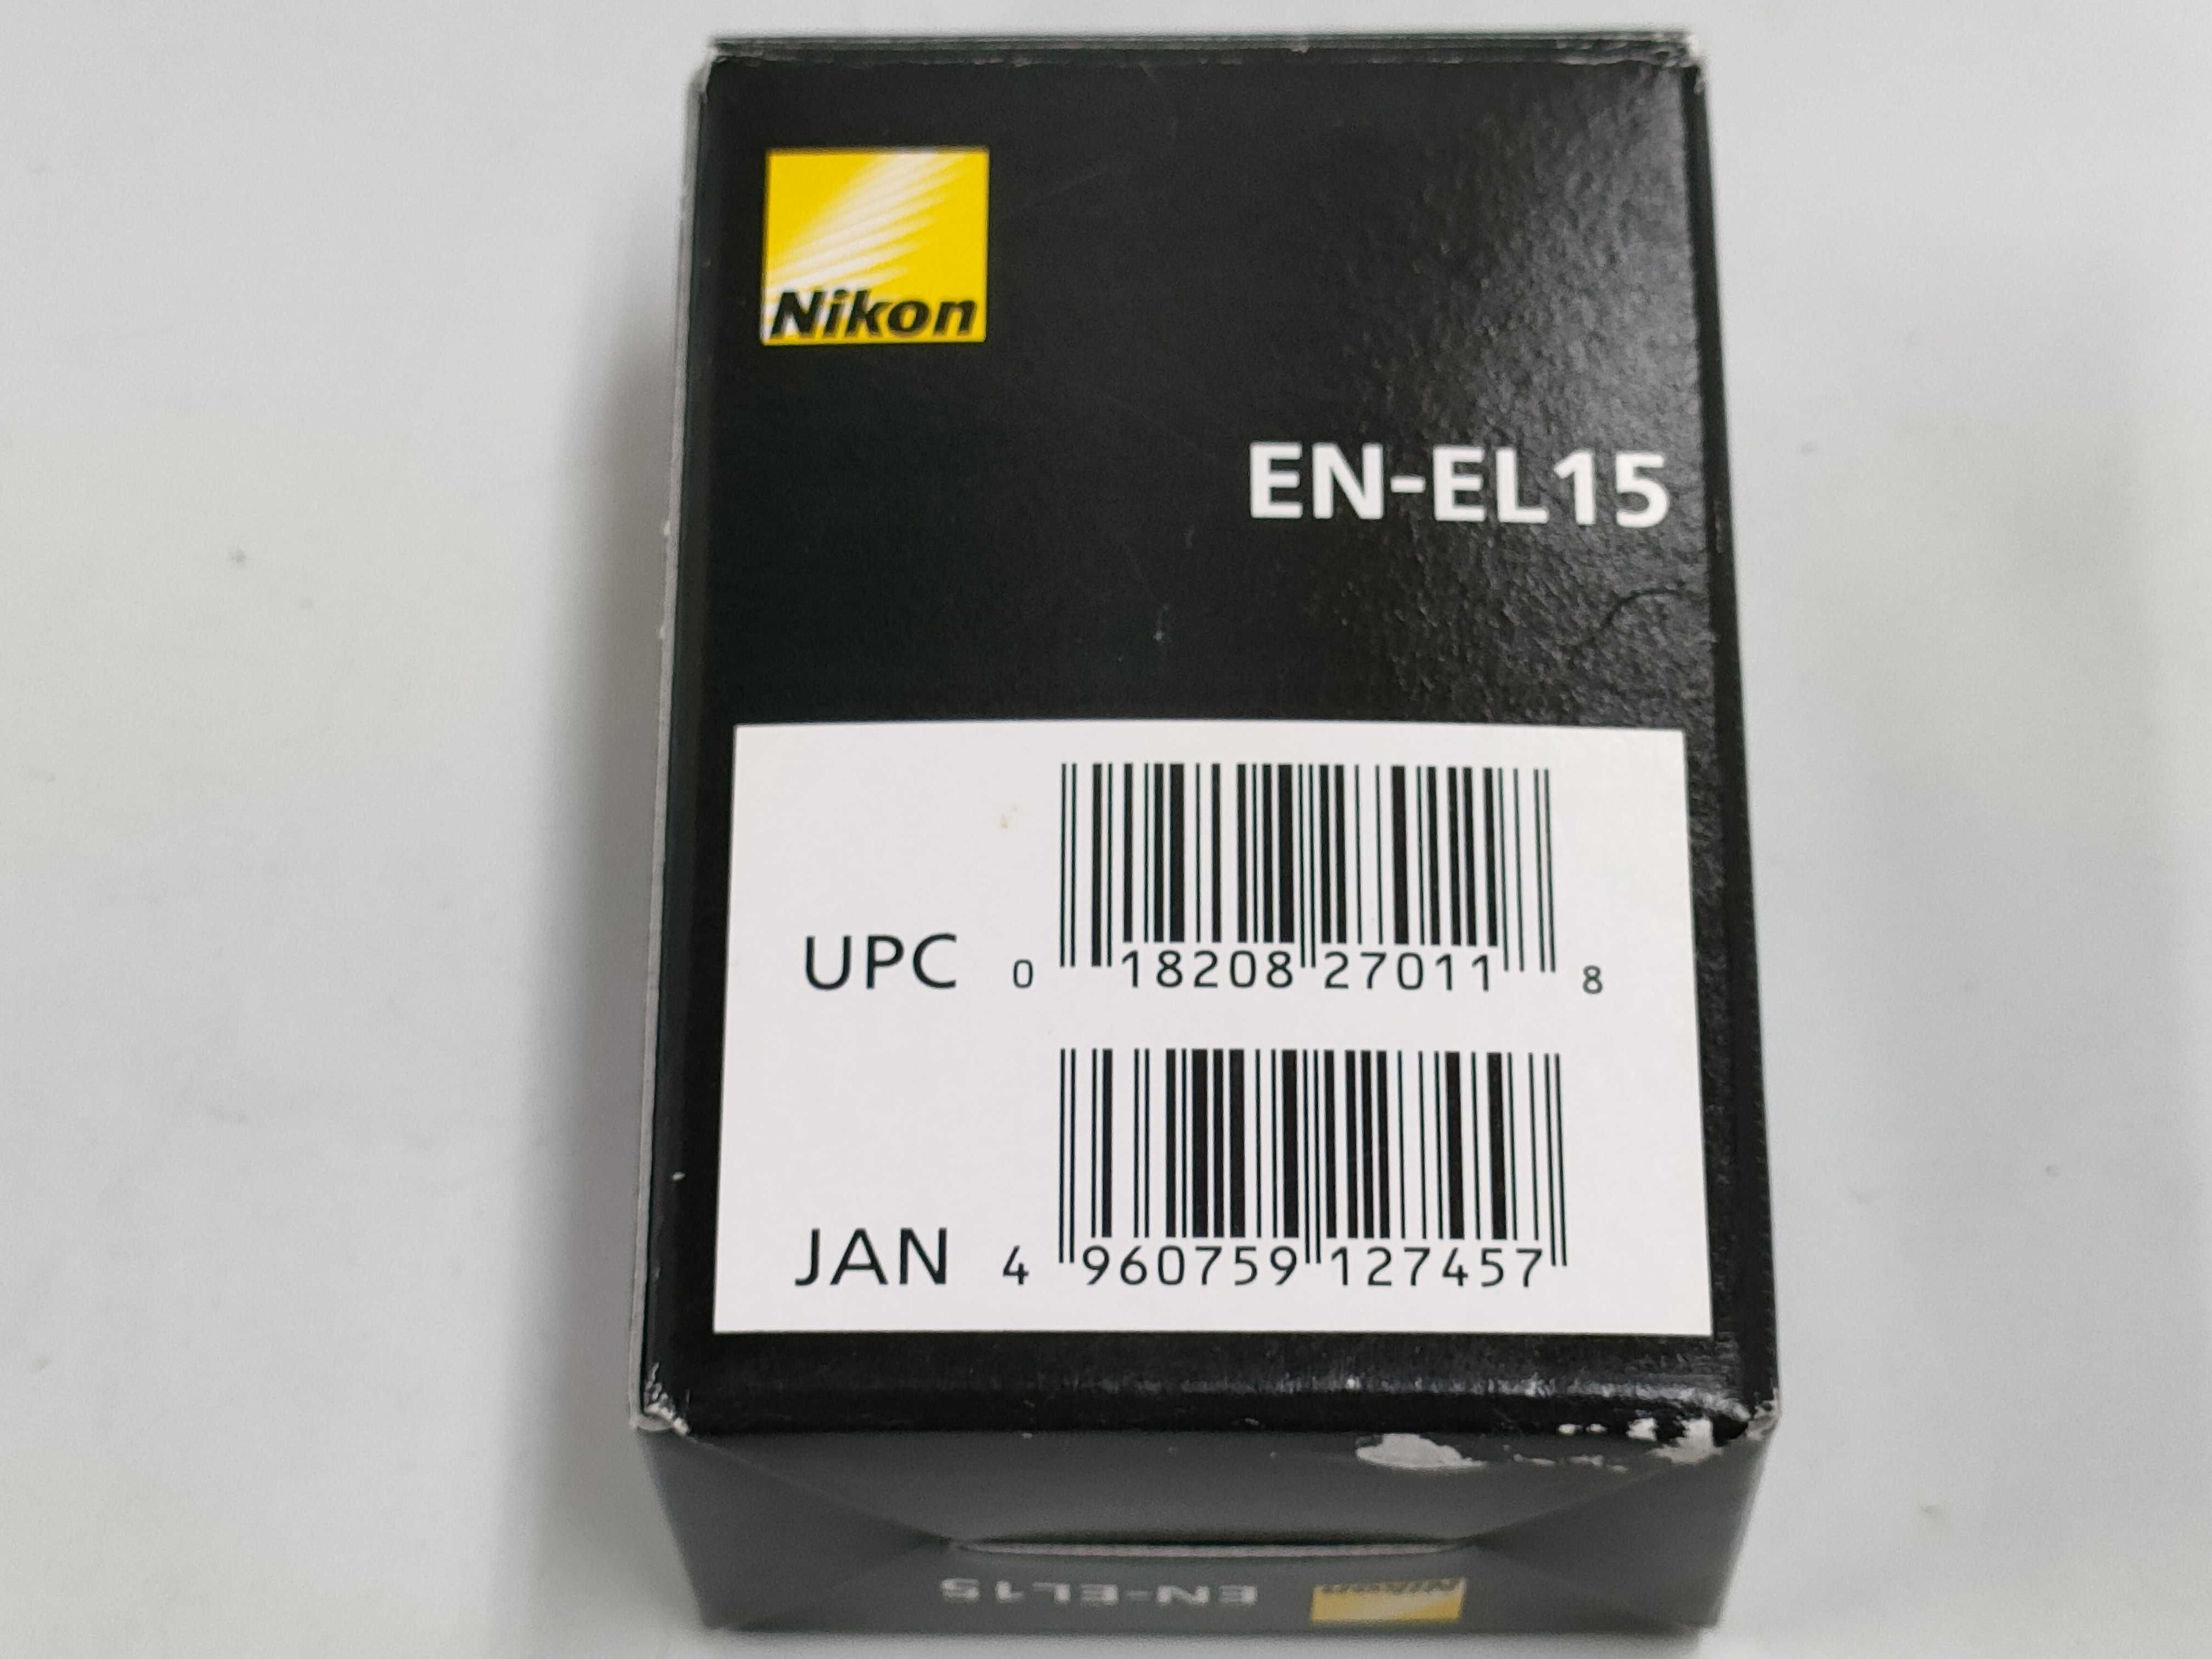 Nikon
EN-EL15
UPC 0 18208 27011 8
JAN 4 960759 127457
EN-EL15 Nikon